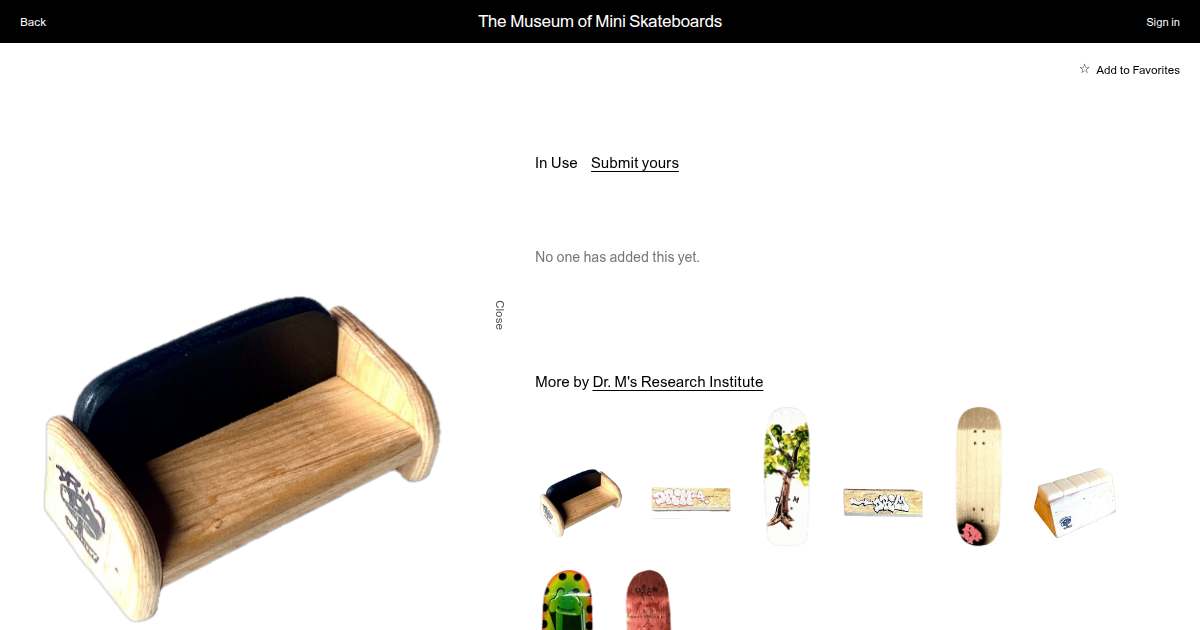 Back
The Museum of Mini Skateboards
Sign in
☆ Add to Favorites
In Use Submit yours
No one has added this yet.
Close
More by Dr. M's Research Institute